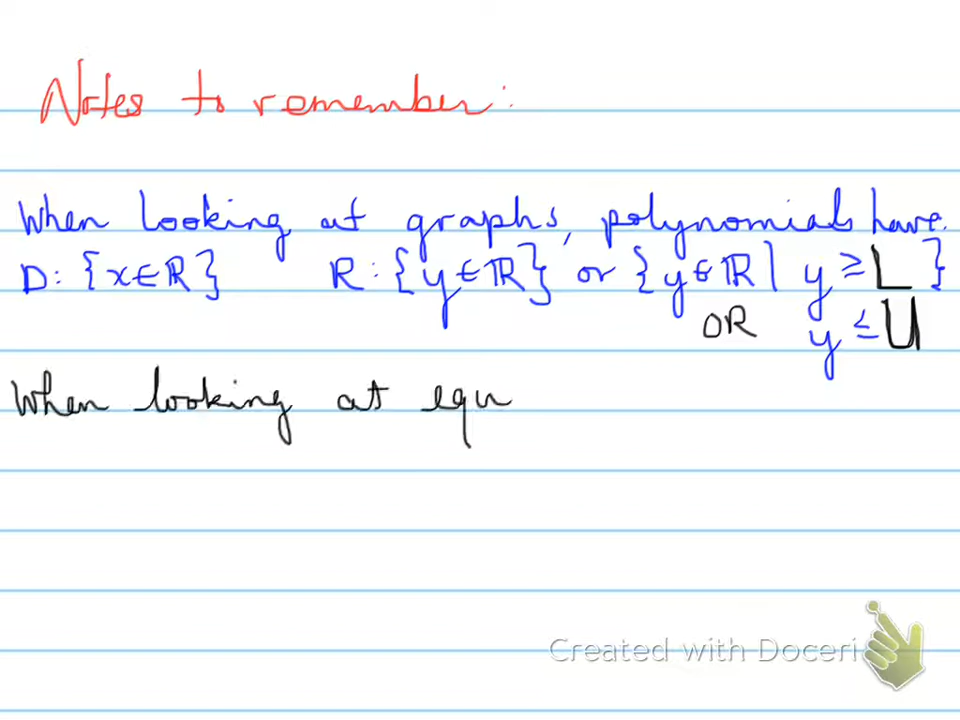 Notes to remember:
When looking at graphs, polynomials have.
D: {x∈ℝ} R: {y∈ℝ} or {y∈ℝ| y ≥ L }
OR y ≤ U
When looking at equ
Created with Doceri